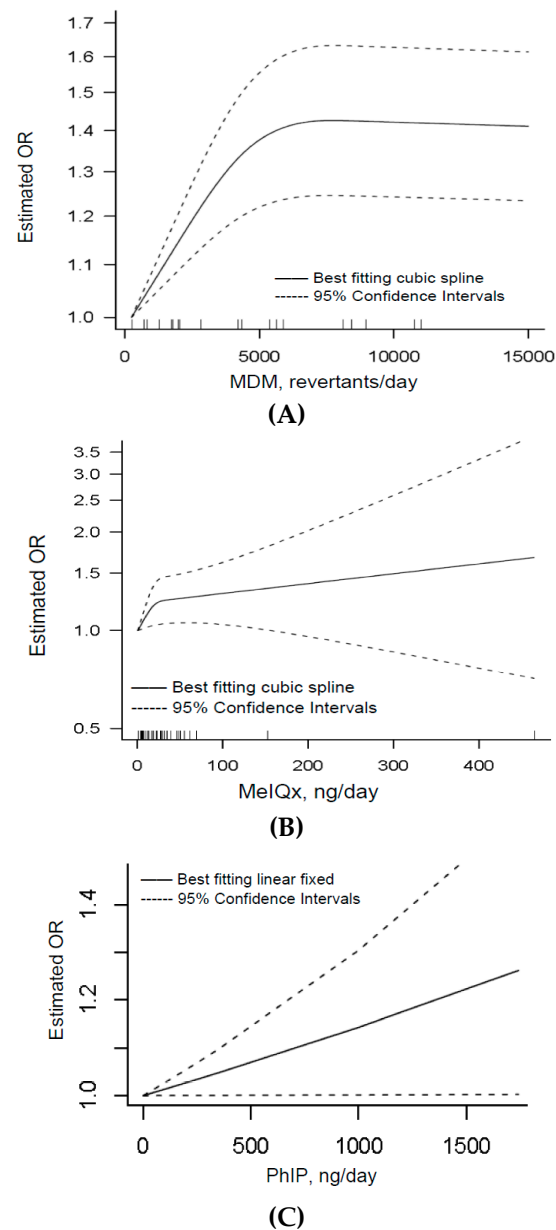 1.7
1.6
1.4
1.3
1.2
1.1
1.0
Estimated OR
Best fitting cubic spline
95% Confidence Intervals
0 5000 10000 15000
MDM, revertants/day
(A)
3.5
3.0
2.5
2.0
1.5
1.0
0.5
Estimated OR
Best fitting cubic spline
95% Confidence Intervals
0 100 200 300 400
MeIQx, ng/day
(B)
Best fitting linear fixed
95% Confidence Intervals
1.4
1.2
1.0
Estimated OR
0 500 1000 1500
PhIP, ng/day
(C)